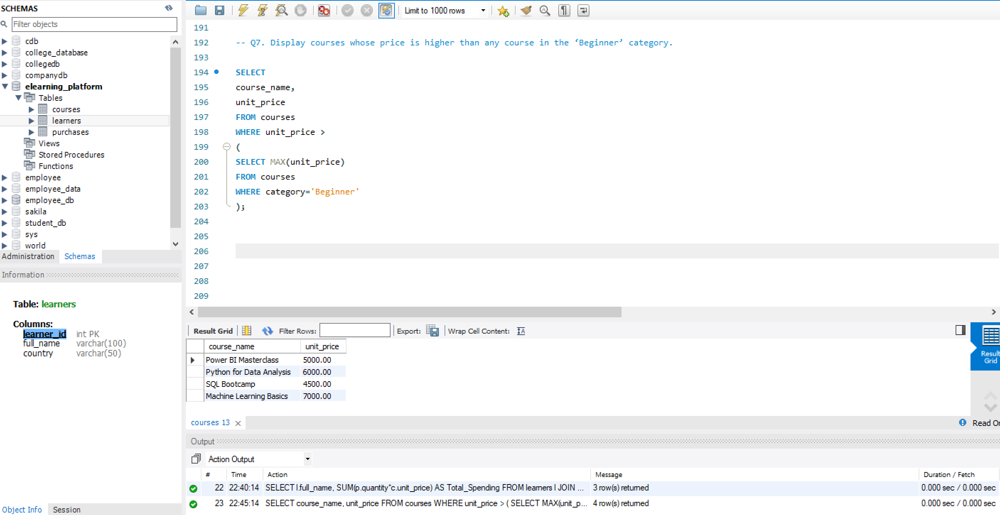 SCHEMAS
Filter objects
cdb
college_database
collegedb
companydb
elearning_platform
Tables
courses
learners
purchases
Views
Stored Procedures
Functions
employee
employee_data
employee_db
sakila
student_db
sys
world
Administration Schemas
Information
Table: learners
Columns:
learner_id int PK
full_name varchar(100)
country varchar(50)
Object Info Session
Limit to 1000 rows
191
192 -- Q7. Display courses whose price is higher than any course in the ‘Beginner’ category.
193
194 SELECT
195 course_name,
196 unit_price
197 FROM courses
198 WHERE unit_price >
199 (
200 SELECT MAX(unit_price)
201 FROM courses
202 WHERE category='Beginner'
203 );
204
205
206
207
208
209
Result Grid Filter Rows: Export: Wrap Cell Content:
course_name unit_price
Power BI Masterclass 5000.00
Python for Data Analysis 6000.00
SQL Bootcamp 4500.00
Machine Learning Basics 7000.00
Result
Grid
courses 13
Read On
Output
Action Output
# Time Action Message Duration / Fetch
22 22:40:14 SELECT l.full_name, SUM(p.quantity*c.unit_price) AS Total_Spending FROM learners l JOIN ... 3 row(s) returned 0.000 sec / 0.000 sec
23 22:45:14 SELECT course_name, unit_price FROM courses WHERE unit_price > ( SELECT MAX(unit_p... 4 row(s) returned 0.000 sec / 0.000 sec